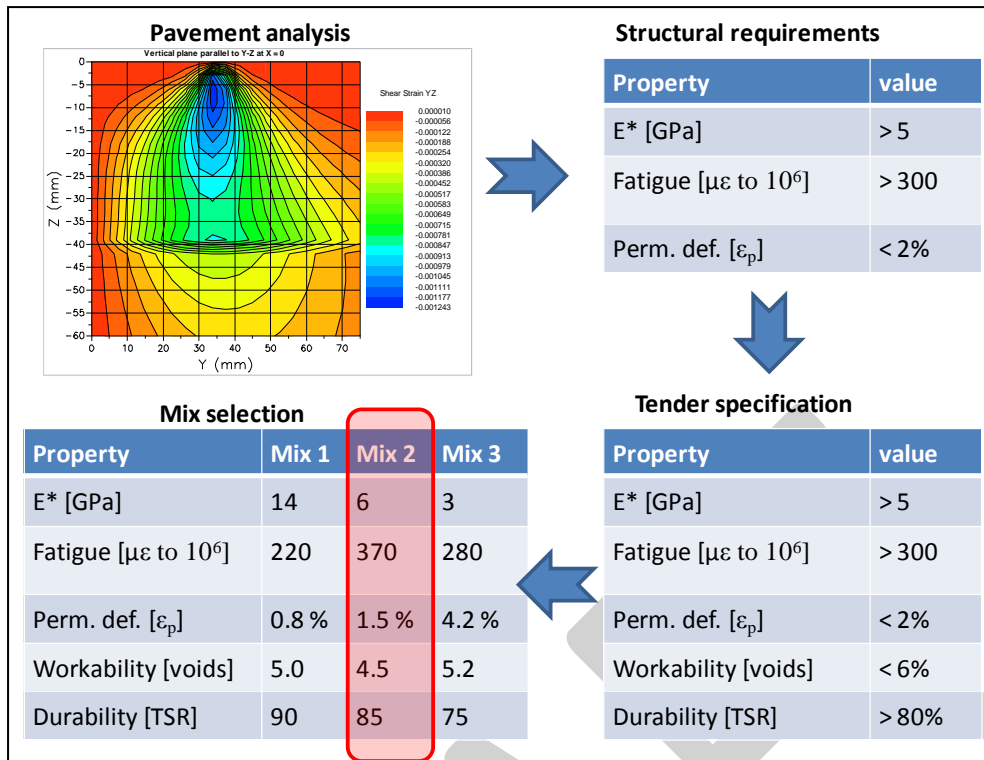 Pavement analysis
Vertical plane parallel to Y-Z at X = 0
Z (mm)
0
-5
-10
-15
-20
-25
-30
-35
-40
-45
-50
-55
-60
0 10 20 30 40 50 60 70
Y (mm)
Shear Strain YZ
0.000010
-0.000056
-0.000122
-0.000188
-0.000254
-0.000320
-0.000386
-0.000452
-0.000517
-0.000583
-0.000649
-0.000715
-0.000781
-0.000847
-0.000913
-0.000979
-0.001045
-0.001111
-0.001177
-0.001243
Structural requirements
Property value
E* [GPa] > 5
Fatigue [με to 10⁶] > 300
Perm. def. [εₚ] < 2%
Tender specification
Property value
E* [GPa] > 5
Fatigue [με to 10⁶] > 300
Perm. def. [εₚ] < 2%
Workability [voids] < 6%
Durability [TSR] > 80%
Mix selection
Property Mix 1 Mix 2 Mix 3
E* [GPa] 14 6 3
Fatigue [με to 10⁶] 220 370 280
Perm. def. [εₚ] 0.8 % 1.5 % 4.2 %
Workability [voids] 5.0 4.5 5.2
Durability [TSR] 90 85 75